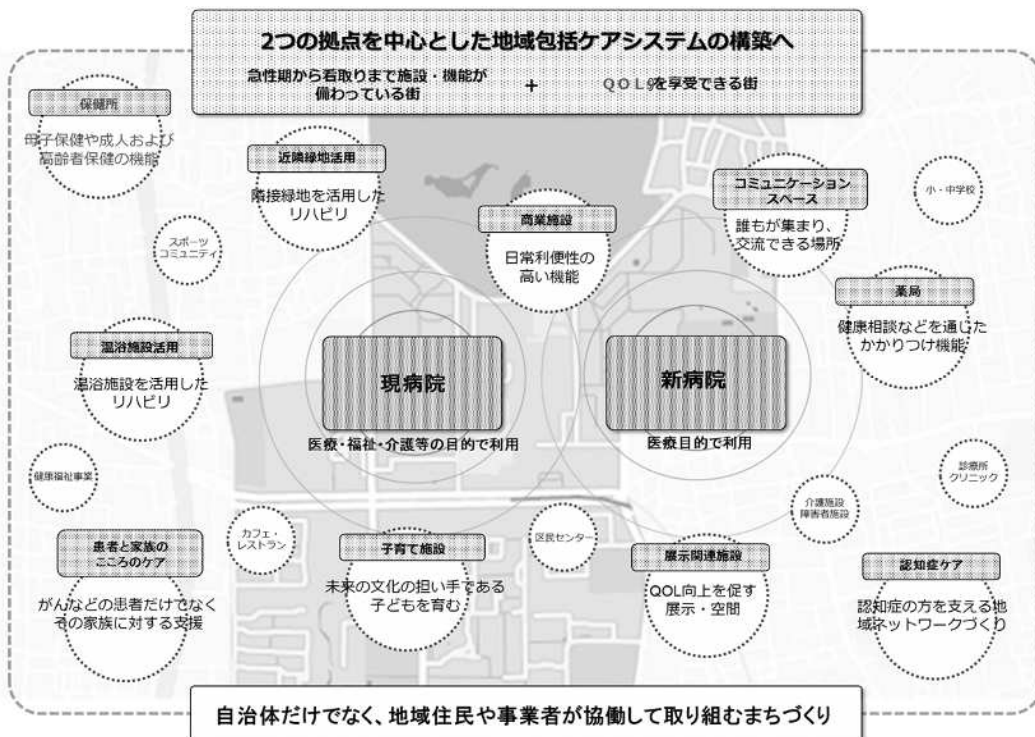 2つの拠点を中心とした地域包括ケアシステムの構築へ
急性期から看取りまで施設・機能が
備わっている街
+
QOLを享受できる街
保健所
母子保健や成人および
高齢者保健の機能
近隣緑地活用
隣接緑地を活用した
リハビリ
商業施設
日常利便性の
高い機能
コミュニケーション
スペース
誰もが集まり、
交流できる場所
小・中学校
スポーツ
コミュニティ
薬局
健康相談などを通じた
かかりつけ機能
温浴施設活用
温浴施設を活用した
リハビリ
現病院
医療・福祉・介護等の目的で利用
新病院
医療目的で利用
健康福祉事業
診療所
クリニック
介護施設
障害者施設
カフェ・
レストラン
区民センター
患者と家族の
こころのケア
がんなどの患者だけでなく
その家族に対する支援
子育て施設
未来の文化の担い手である
子どもを育む
展示関連施設
QOL向上を促す
展示・空間
認知症ケア
認知症の方を支える地
域ネットワークづくり
自治体だけでなく、地域住民や事業者が協働して取り組むまちづくり